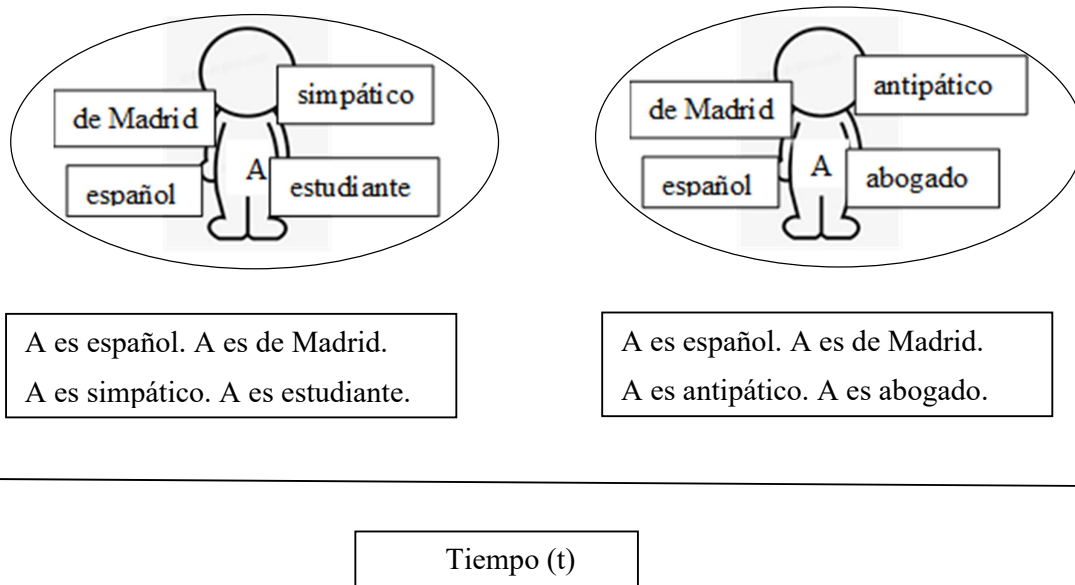 simpático
de Madrid
A
español
estudiante
antipático
de Madrid
A
español
abogado
A es español. A es de Madrid.
A es simpático. A es estudiante.
A es español. A es de Madrid.
A es antipático. A es abogado.
Tiempo (t)